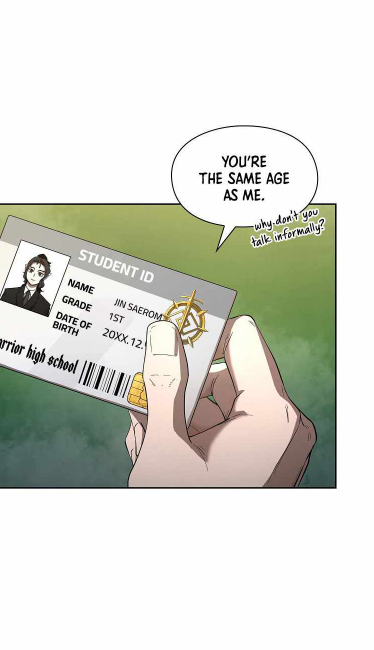 YOU'RE
THE SAME AGE
AS ME.
why don't you
talk informally?
STUDENT ID
NAME JIN SAEROM
GRADE 1ST
DATE OF
BIRTH 20XX.12.
rrior high school